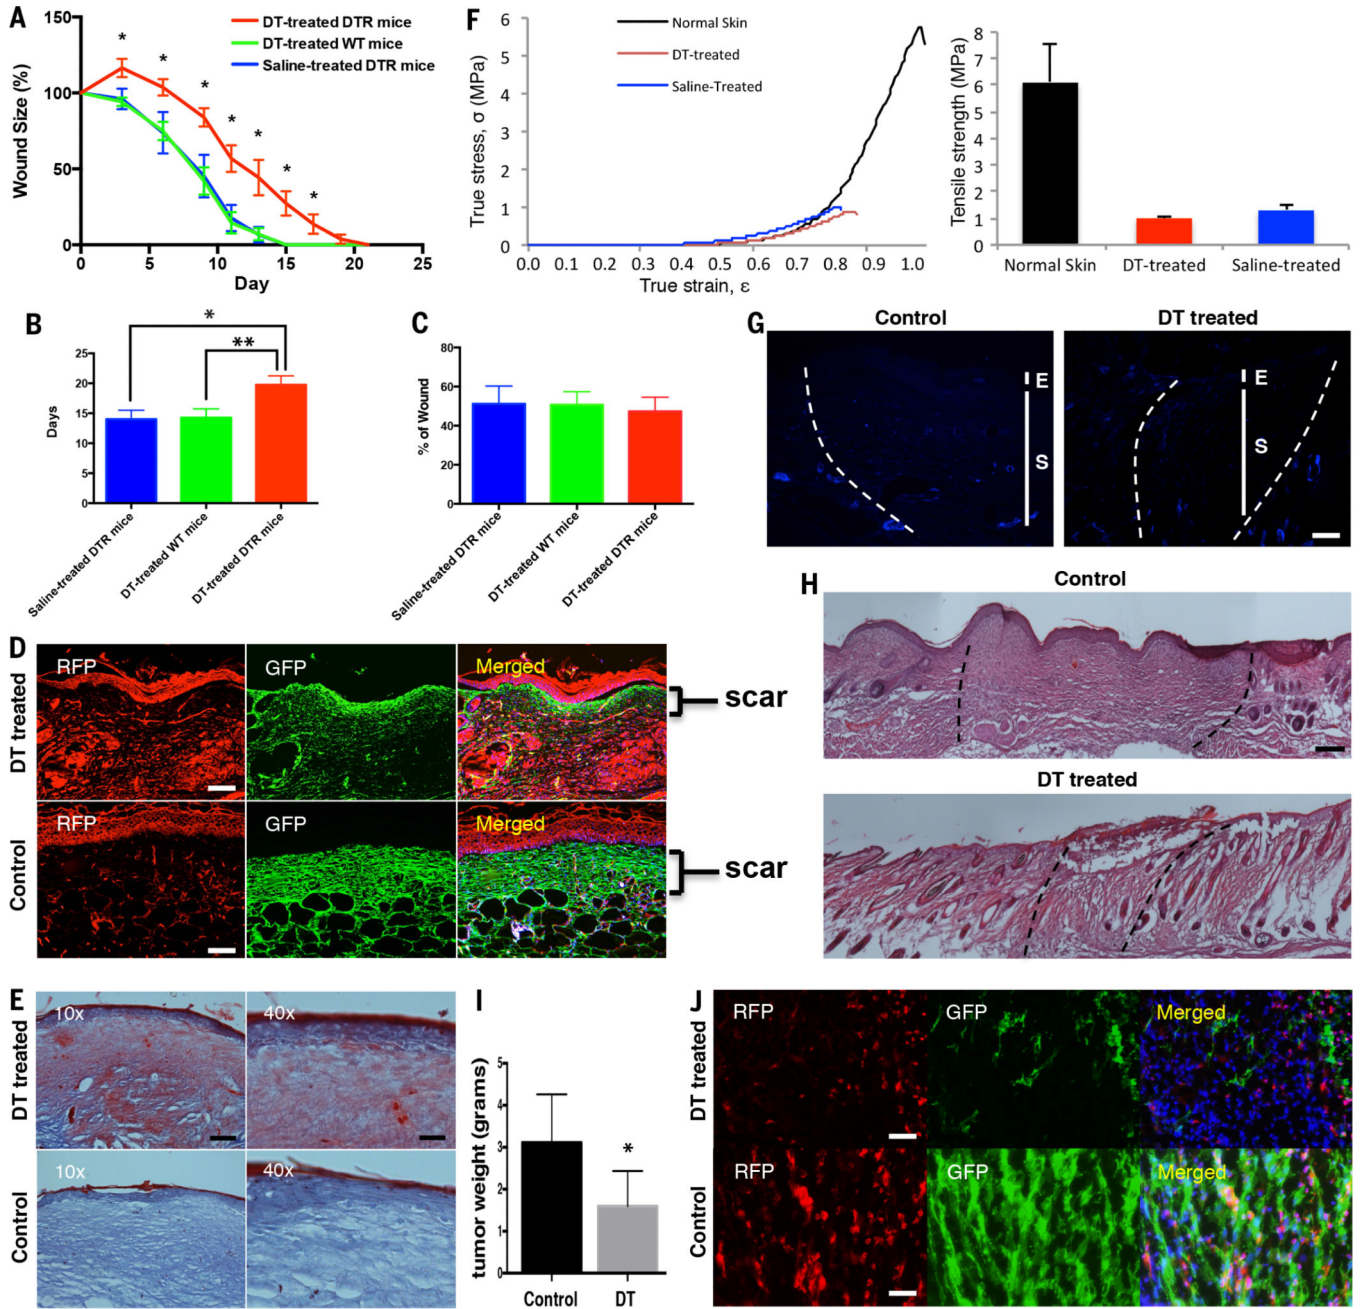 A
150
100
50
0
Wound Size (%)
0
5
10
15
20
25
Day
DT-treated DTR mice
DT-treated WT mice
Saline-treated DTR mice
*
*
*
*
*
*
*
F
6
5
4
3
2
1
0
True stress, σ (MPa)
0.0 0.1 0.2 0.3 0.4 0.5 0.6 0.7 0.8 0.9 1.0
True strain, ε
Normal Skin
DT-treated
Saline-Treated
8
7
6
5
4
3
2
1
0
Tensile strength (MPa)
Normal Skin
DT-treated
Saline-treated
B
25
20
15
10
5
0
Days
*
**
Saline-treated DTR mice
DT-treated WT mice
DT-treated DTR mice
C
80
60
40
20
0
% of Wound
Saline-treated DTR mice
DT-treated WT mice
DT-treated DTR mice
G
Control
DT treated
E
S
E
S
D
DT treated
RFP
GFP
Merged
scar
Control
RFP
GFP
Merged
scar
H
Control
DT treated
E
DT treated
10x
40x
Control
10x
40x
I
5
4
3
2
1
0
tumor weight (grams)
*
Control
DT
J
DT treated
RFP
GFP
Merged
Control
RFP
GFP
Merged